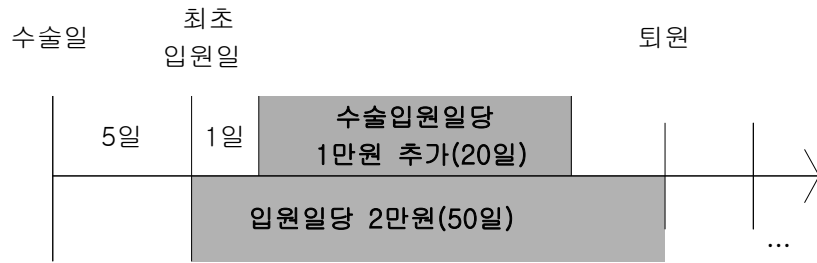 수술일
최초
입원일
퇴원
5일
1일
수술입원일당
1만원 추가(20일)
입원일당 2만원(50일)
...